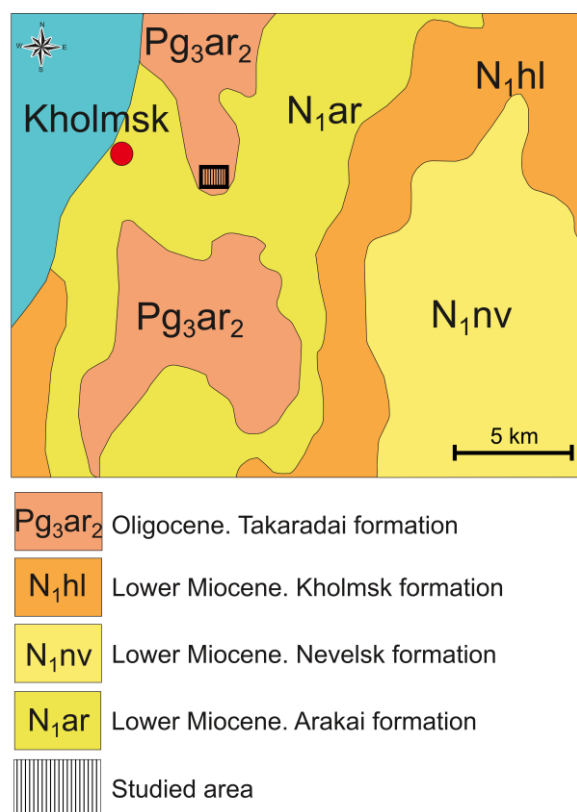 N
W E
S
Pg₃ar₂
N₁hl
Kholmsk
N₁ar
Pg₃ar₂
N₁nv
5 km
Pg₃ar₂ Oligocene. Takaradai formation
N₁hl Lower Miocene. Kholmsk formation
N₁nv Lower Miocene. Nevelsk formation
N₁ar Lower Miocene. Arakai formation
Studied area